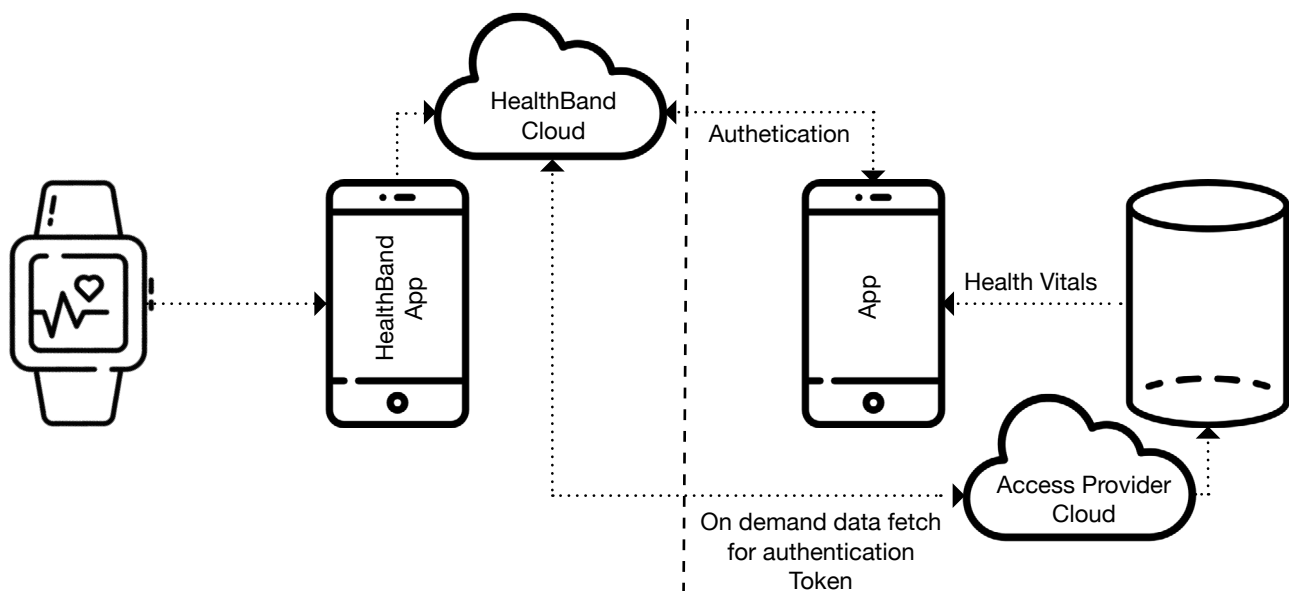 HealthBand
Cloud
Authetication
HealthBand
App
App
Health Vitals
Access Provider
Cloud
On demand data fetch
for authentication
Token